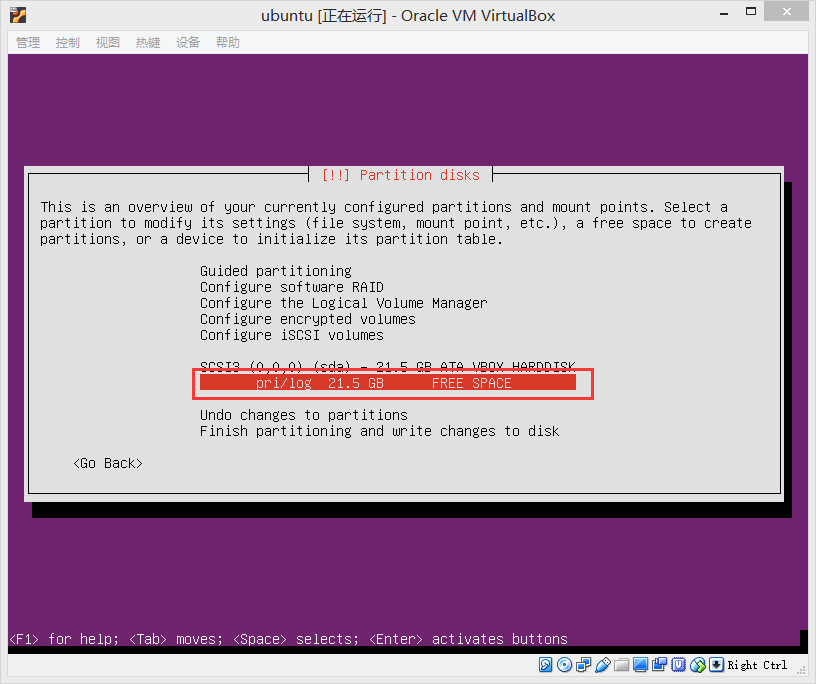 ubuntu [正在运行] - Oracle VM VirtualBox
管理 控制 视图 热键 设备 帮助
[!!] Partition disks
This is an overview of your currently configured partitions and mount points. Select a
partition to modify its settings (file system, mount point, etc.), a free space to create
partitions, or a device to initialize its partition table.
Guided partitioning
Configure software RAID
Configure the Logical Volume Manager
Configure encrypted volumes
Configure iSCSI volumes
SCSI3 (0,0,0) (sda) - 21.5 GB ATA VBOX HARDDISK
pri/log 21.5 GB FREE SPACE
Undo changes to partitions
Finish partitioning and write changes to disk
<Go Back>
<F1> for help; <Tab> moves; <Space> selects; <Enter> activates buttons
Right Ctrl